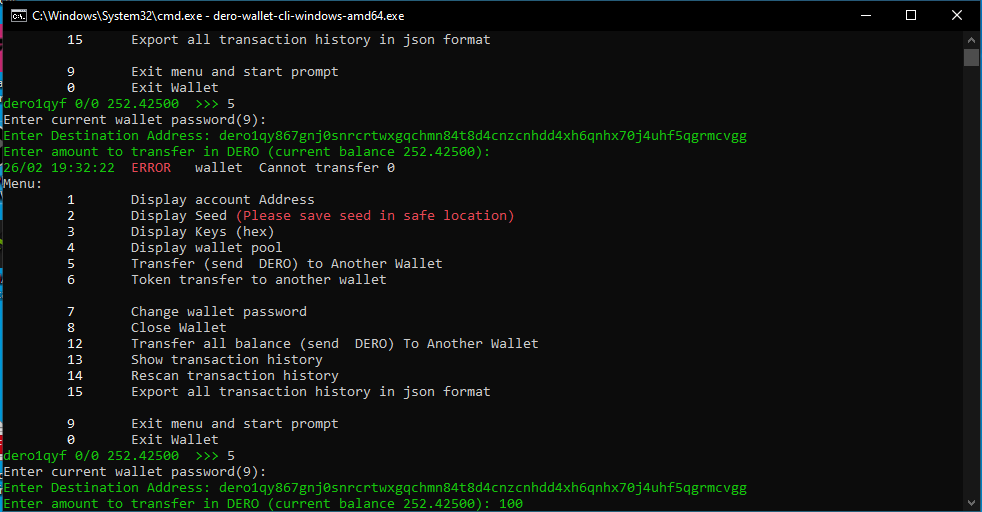 C:\Windows\System32\cmd.exe - dero-wallet-cli-windows-amd64.exe
15 Export all transaction history in json format
9 Exit menu and start prompt
0 Exit Wallet
dero1qyf 0/0 252.42500 >>> 5
Enter current wallet password(9):
Enter Destination Address: dero1qy867gnj0snrcrtwxgqchmn84t8d4cnzcnhdd4xh6qnhx70j4uhf5qgrmcvgg
Enter amount to transfer in DERO (current balance 252.42500):
26/02 19:32:22 ERROR wallet Cannot transfer 0
Menu:
1 Display account Address
2 Display Seed (Please save seed in safe location)
3 Display Keys (hex)
4 Display wallet pool
5 Transfer (send DERO) to Another Wallet
6 Token transfer to another wallet
7 Change wallet password
8 Close Wallet
12 Transfer all balance (send DERO) To Another Wallet
13 Show transaction history
14 Rescan transaction history
15 Export all transaction history in json format
9 Exit menu and start prompt
0 Exit Wallet
dero1qyf 0/0 252.42500 >>> 5
Enter current wallet password(9):
Enter Destination Address: dero1qy867gnj0snrcrtwxgqchmn84t8d4cnzcnhdd4xh6qnhx70j4uhf5qgrmcvgg
Enter amount to transfer in DERO (current balance 252.42500): 100